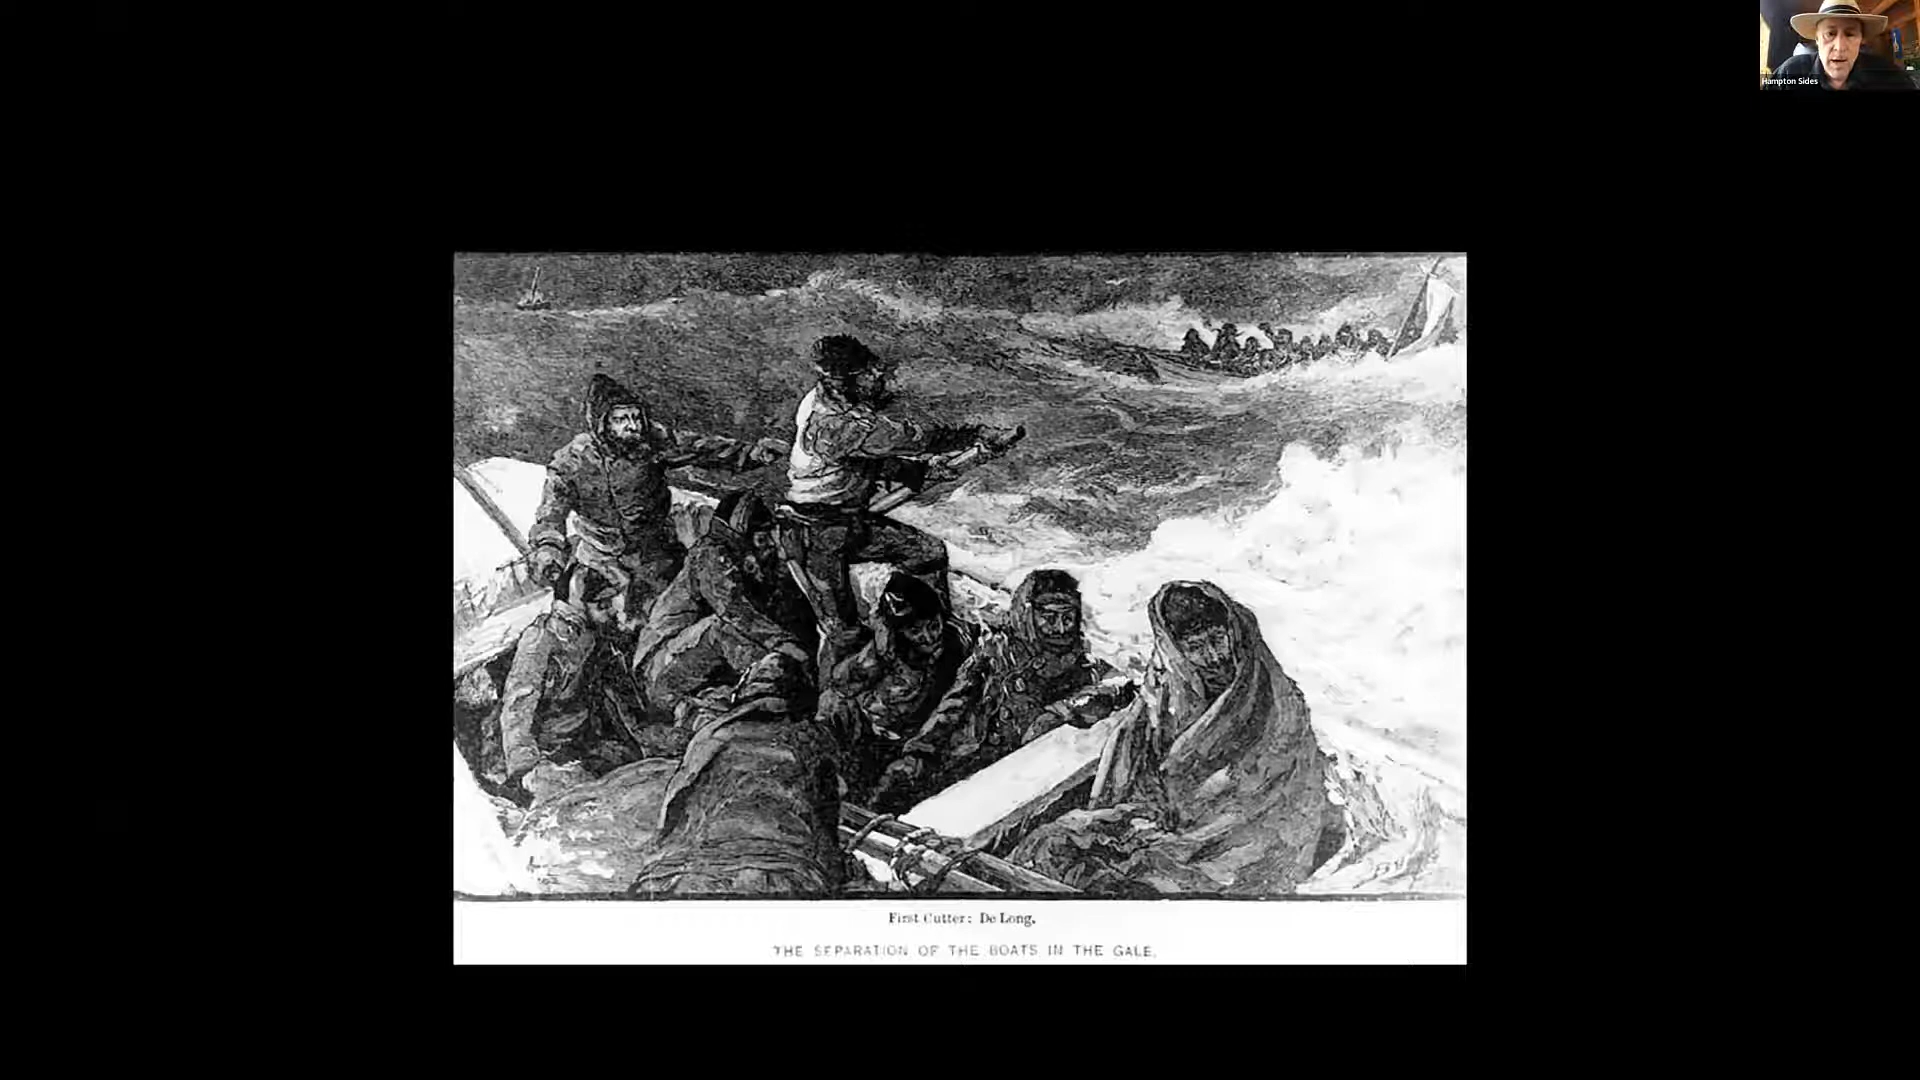 Hampton Sides
First Cutter: De Long.
THE SEPARATION OF THE BOATS IN THE GALE.